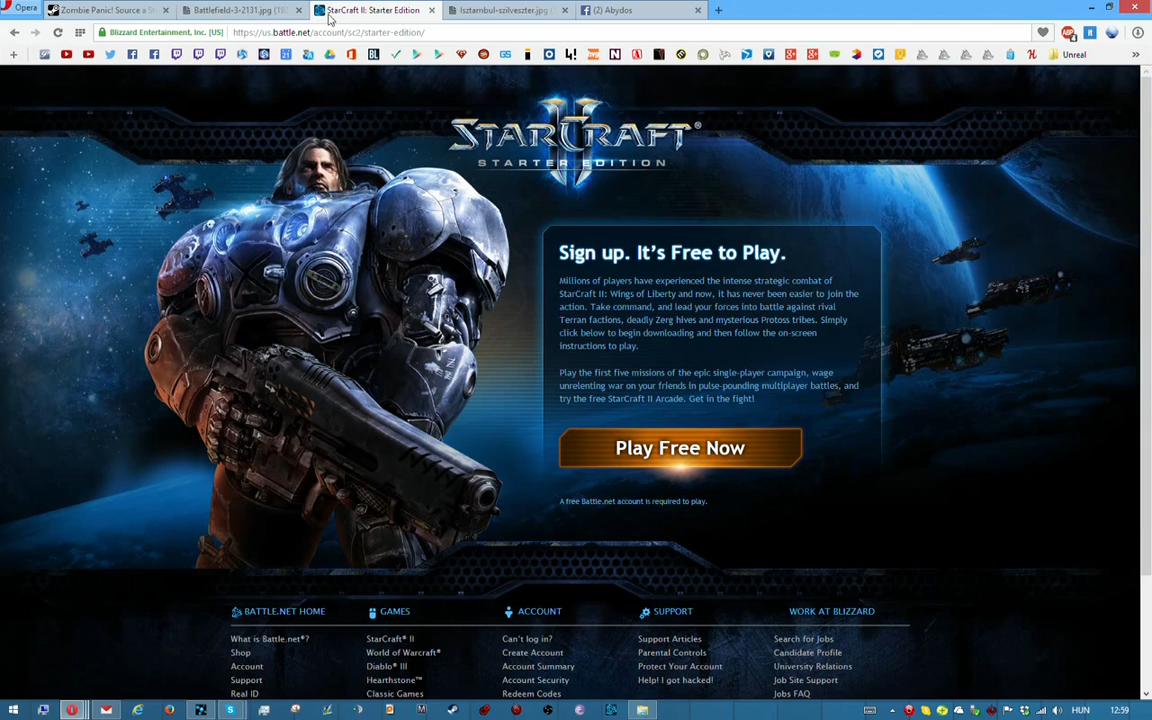 Opera
Zombie Panic! Source a S
Battlefield-3-2131.jpg (192
StarCraft II: Starter Edition
Isztambul-szilveszter.jpg (
(2) Abydos
Blizzard Entertainment, Inc. [US]
https://us.battle.net/account/sc2/starter-edition/
Unreal
STARCRAFT
II
STARTER EDITION
Sign up. It's Free to Play.
Millions of players have experienced the intense strategic combat of
StarCraft II: Wings of Liberty and now, it has never been easier to join the
action. Take command, and lead your forces into battle against rival
Terran factions, deadly Zerg hives and mysterious Protoss tribes. Simply
click below to begin downloading and then follow the on-screen
instructions to play.
Play the first five missions of the epic single-player campaign, wage
unrelenting war on your friends in pulse-pounding multiplayer battles, and
try the free StarCraft II Arcade. Get in the fight!
Play Free Now
A free Battle.net account is required to play.
BATTLE.NET HOME
What is Battle.net®?
Shop
Account
Support
Real ID
GAMES
StarCraft® II
World of Warcraft®
Diablo® III
Hearthstone™
Classic Games
ACCOUNT
Can't log in?
Create Account
Account Summary
Account Security
Redeem Codes
SUPPORT
Support Articles
Parental Controls
Protect Your Account
Help! I got hacked!
WORK AT BLIZZARD
Search for Jobs
Candidate Profile
University Relations
Job Site Support
Jobs FAQ
HUN
12:59